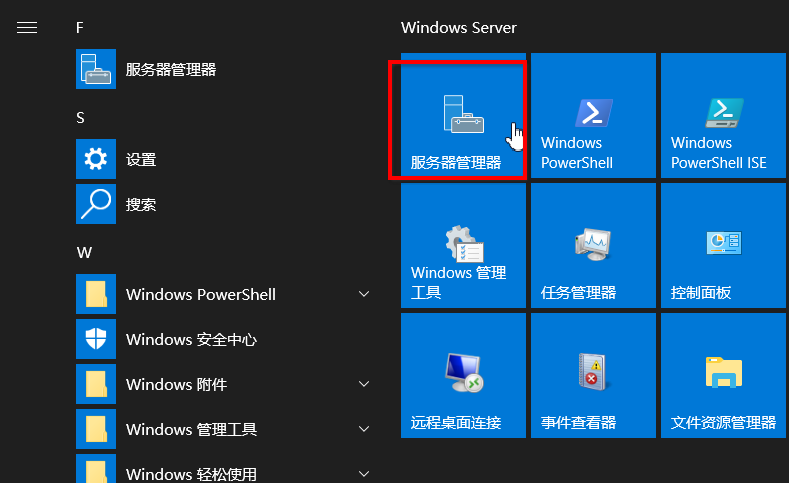 F
服务器管理器
S
设置
搜索
W
Windows PowerShell
Windows 安全中心
Windows 附件
Windows 管理工具
Windows 轻松使用
Windows Server
服务器管理器
Windows
PowerShell
Windows
PowerShell ISE
Windows 管理
工具
任务管理器
控制面板
远程桌面连接
事件查看器
文件资源管理器